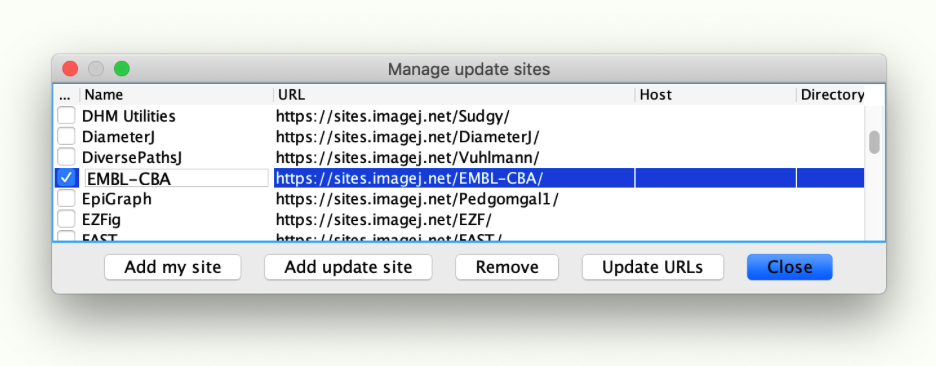 Manage update sites
... Name URL Host Directory
DHM Utilities https://sites.imagej.net/Sudgy/
DiameterJ https://sites.imagej.net/DiameterJ/
DiversePathsJ https://sites.imagej.net/Vuhlmann/
EMBL-CBA https://sites.imagej.net/EMBL-CBA/
EpiGraph https://sites.imagej.net/Pedgomgal1/
EZFig https://sites.imagej.net/EZF/
FAST https://sites.imagej.net/FAST/
Add my site Add update site Remove Update URLs Close